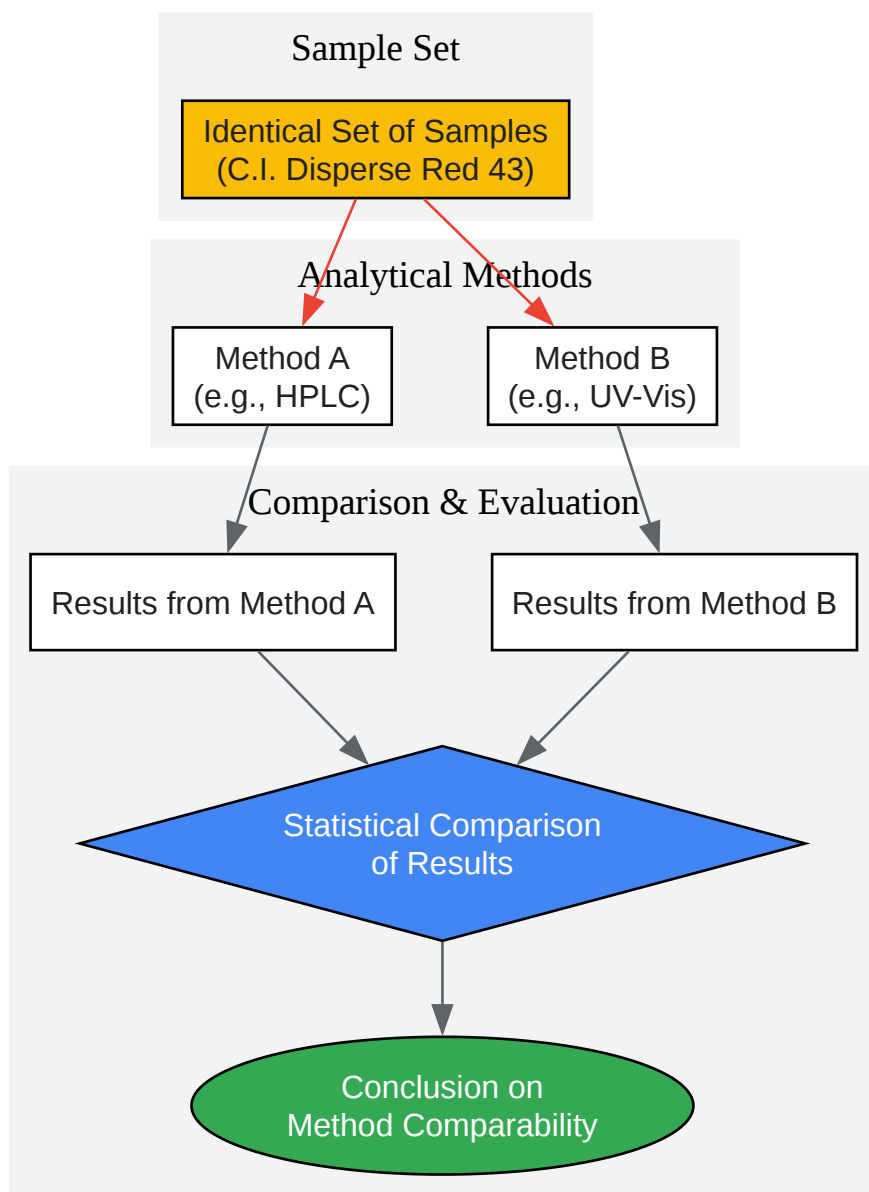 Sample Set
Identical Set of Samples
(C.I. Disperse Red 43)
Analytical Methods
Method A
(e.g., HPLC)
Method B
(e.g., UV-Vis)
Comparison & Evaluation
Results from Method A
Results from Method B
Statistical Comparison
of Results
Conclusion on
Method Comparability